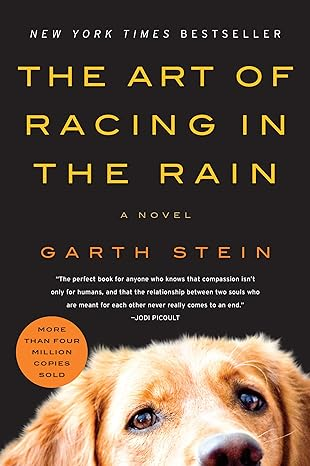 NEW YORK TIMES BESTSELLER
THE ART OF
RACING IN
THE RAIN
A NOVEL
GARTH STEIN
"The perfect book for anyone who knows that compassion isn't
only for humans, and that the relationship between two souls who
are meant for each other never really comes to an end."
—JODI PICOULT
MORE
THAN FOUR
MILLION
COPIES
SOLD